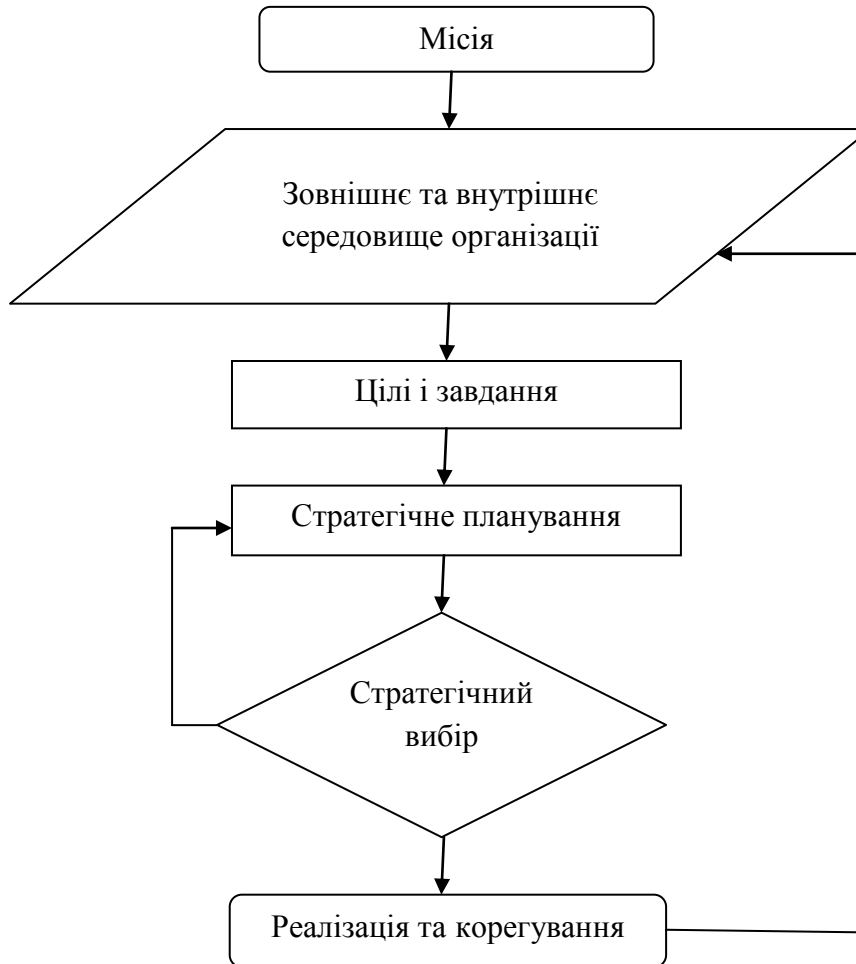 Місія
Зовнішнє та внутрішнє
середовище організації
Цілі і завдання
Стратегічне планування
Стратегічний
вибір
Реалізація та корегування